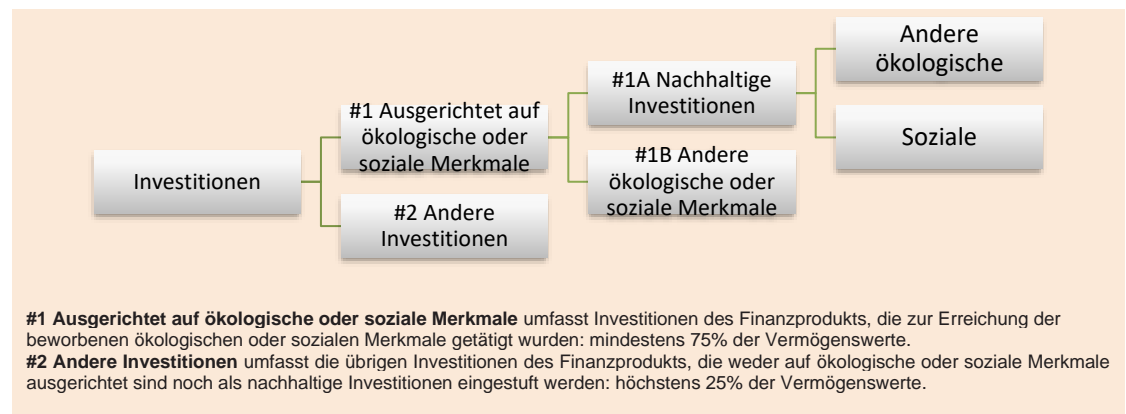 Investitionen
#1 Ausgerichtet auf
ökologische oder
soziale Merkmale
#2 Andere
Investitionen
#1A Nachhaltige
Investitionen
#1B Andere
ökologische oder
soziale Merkmale
Andere
ökologische
Soziale
#1 Ausgerichtet auf ökologische oder soziale Merkmale umfasst Investitionen des Finanzprodukts, die zur Erreichung der
beworbenen ökologischen oder sozialen Merkmale getätigt wurden: mindestens 75% der Vermögenswerte.
#2 Andere Investitionen umfasst die übrigen Investitionen des Finanzprodukts, die weder auf ökologische oder soziale Merkmale
ausgerichtet sind noch als nachhaltige Investitionen eingestuft werden: höchstens 25% der Vermögenswerte.